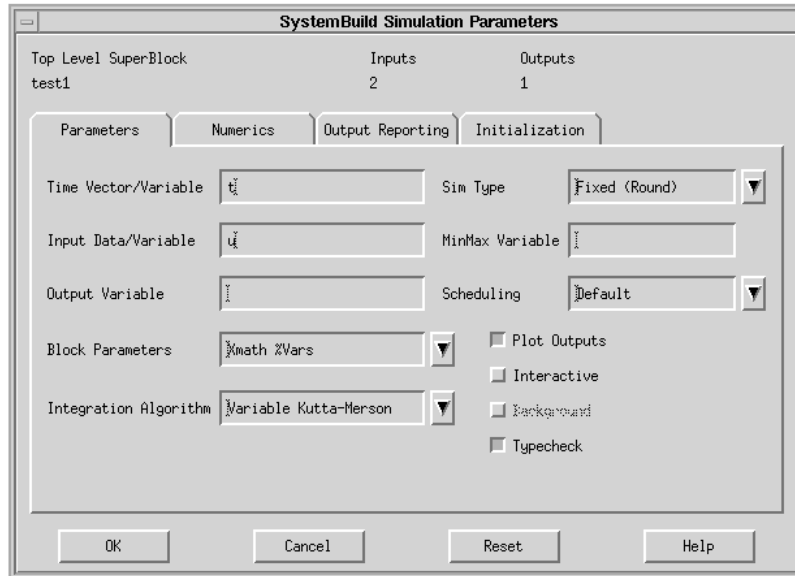 SystemBuild Simulation Parameters
Top Level SuperBlock Inputs Outputs
test1 2 1
Parameters Numerics Output Reporting Initialization
Time Vector/Variable t Sim Type Fixed (Round)
Input Data/Variable u MinMax Variable
Output Variable Scheduling Default
Block Parameters Xmath %Vars Plot Outputs
Interactive
Integration Algorithm Variable Kutta-Merson
Background
Typecheck
OK Cancel Reset Help